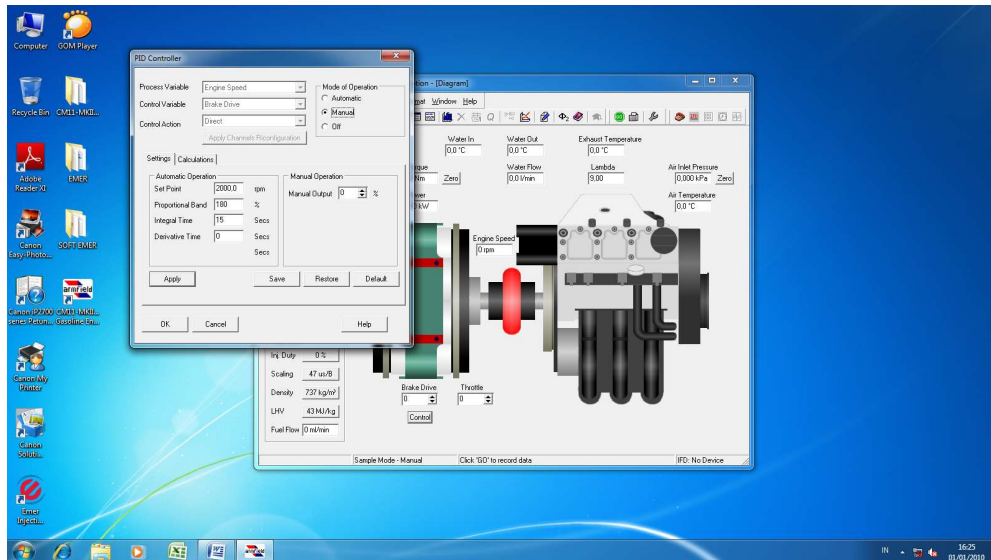 Computer
GOM Player
Recycle Bin
CM11-MKII...
Adobe
Reader XI
EMER
Canon
Easy-Photo...
SOFT EMER
Canon iP2700
series Petun...
armfield
CM11-MKII...
Gasoline En...
Canon My
Printer
Canon
Soluti...
Emer
Injecti...
PID Controller
Process Variable
Engine Speed
Control Variable
Brake Drive
Control Action
Direct
Apply Channels Riconfiguration
Mode of Operation
Automatic
Manual
Off
Settings
Calculations
Automatic Operation
Set Point 2000,0 rpm
Proportional Band 180 %
Integral Time 15 Secs
Derivative Time 0 Secs
Secs
Manual Operation
Manual Output 0 %
Apply
Save
Restore
Default
OK
Cancel
Help
- [Diagram]
Window Help
Water In
0,0 °C
Water Out
0,0 °C
Exhaust Temperature
0,0 °C
Nm
Zero
Water Flow
0,0 l/min
Lambda
9,00
Air Inlet Pressure
0,000 kPa
Zero
kW
Air Temperature
0,0 °C
Engine Speed
0 rpm
Inj. Duty 0 %
Scaling 47 us/B
Density 737 kg/m³
LHV 43 MJ/kg
Fuel Flow 0 ml/min
Brake Drive
0
Throttle
0
Control
Sample Mode - Manual
Click 'GO' to record data
IFD: No Device
armfield
IN
16:25
01/01/2010